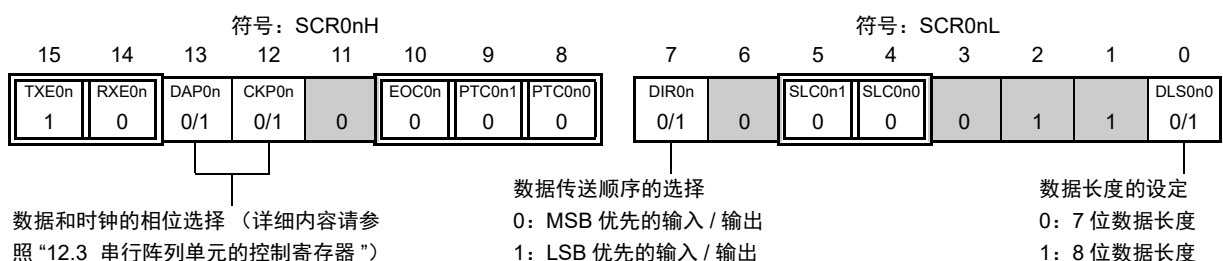 符号：SCR0nH 符号：SCR0nL
15 14 13 12 11 10 9 8 7 6 5 4 3 2 1 0
TXE0n RXE0n DAP0n CKP0n EOC0n PTC0n1 PTC0n0 DIR0n SLC0n1 SLC0n0 DLS0n0
1 0 0/1 0/1 0 0 0 0 0/1 0 0 0 0 1 1 0/1
数据和时钟的相位选择 （详细内容请参
照 “12.3 串行阵列单元的控制寄存器 ”）
数据传送顺序的选择
0：MSB 优先的输入 / 输出
1：LSB 优先的输入 / 输出
数据长度的设定
0：7 位数据长度
1：8 位数据长度